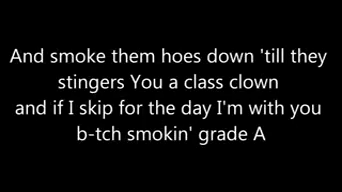 And smoke them hoes down 'till they
stingers You a class clown
and if I skip for the day I'm with you
b-tch smokin' grade A